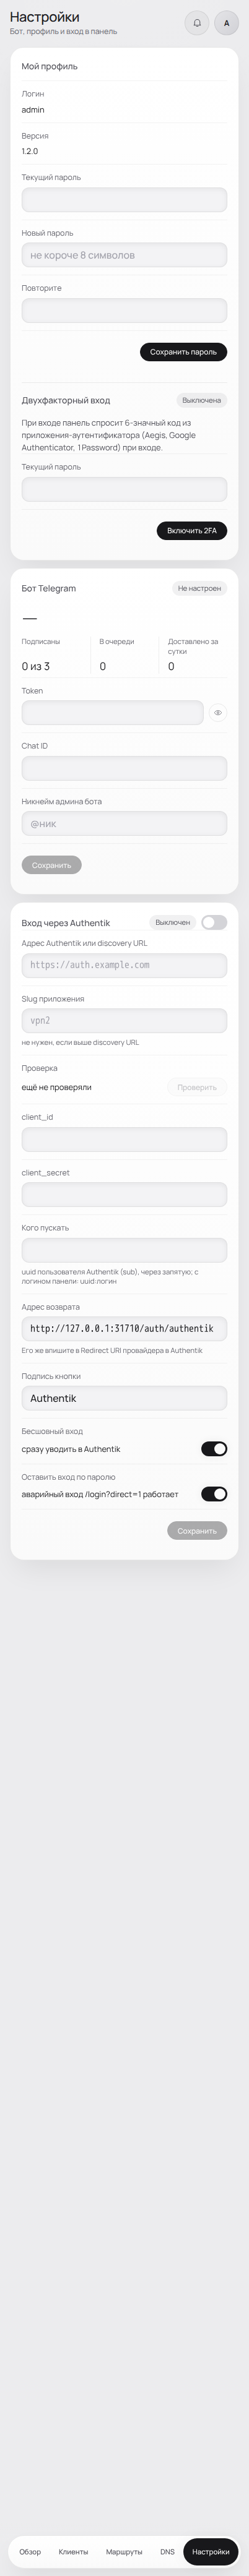 Настройки
Бот, профиль и вход в панель
A
Мой профиль
Логин
admin
Версия
1.2.0
Текущий пароль
Новый пароль
не короче 8 символов
Повторите
Сохранить пароль
Двухфакторный вход
Выключена
При входе панель спросит 6-значный код из
приложения-аутентификатора (Aegis, Google
Authenticator, 1Password) при входе.
Текущий пароль
Включить 2FA
Бот Telegram
Не настроен
—
Подписаны
В очереди
Доставлено за
сутки
0 из 3
0
0
Token
Chat ID
Никнейм админа бота
@ник
Сохранить
Вход через Authentik
Выключен
Адрес Authentik или discovery URL
https://auth.example.com
Slug приложения
vpn2
не нужен, если выше discovery URL
Проверка
ещё не проверяли
Проверить
client_id
client_secret
Кого пускать
uuid пользователя Authentik (sub), через запятую; с
логином панели: uuid:логин
Адрес возврата
http://127.0.0.1:31710/auth/authentik
Его же впишите в Redirect URI провайдера в Authentik
Подпись кнопки
Authentik
Бесшовный вход
сразу уводить в Authentik
Оставить вход по паролю
аварийный вход /login?direct=1 работает
Сохранить
Обзор
Клиенты
Маршруты
DNS
Настройки